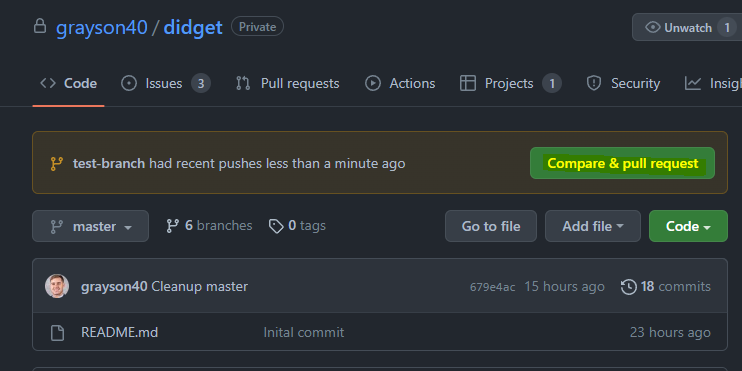 grayson40 / didget Private Unwatch 1
Code Issues 3 Pull requests Actions Projects 1 Security Insigh
test-branch had recent pushes less than a minute ago Compare & pull request
master 6 branches 0 tags Go to file Add file Code
grayson40 Cleanup master 679e4ac 15 hours ago 18 commits
README.md Inital commit 23 hours ago